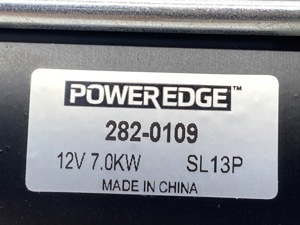 POWEREDGE™
282-0109
12V 7.0KW SL13P
MADE IN CHINA